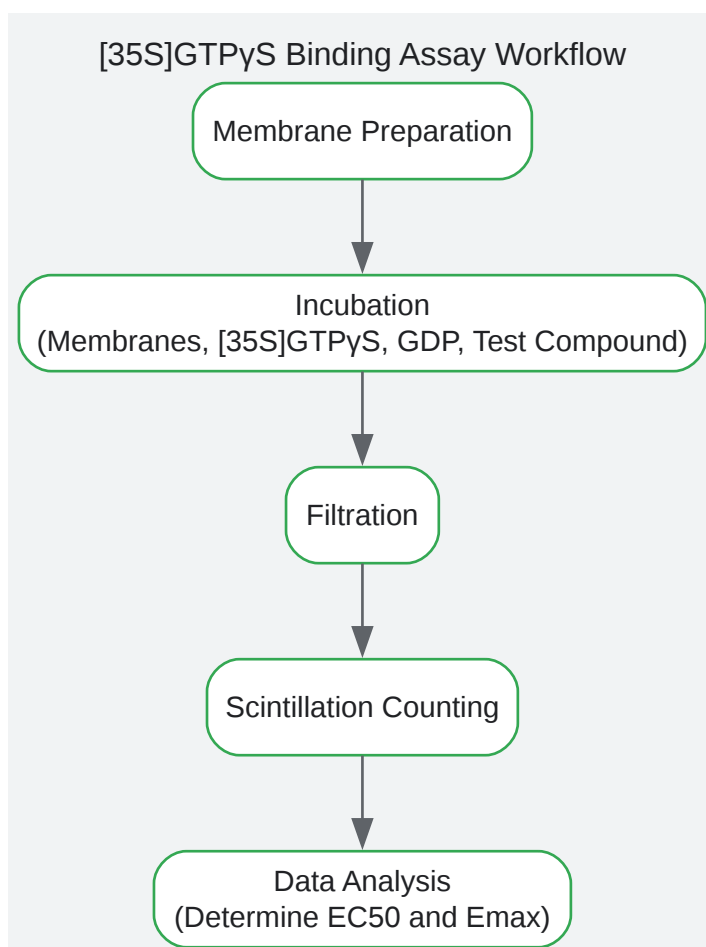 [35S]GTPγS Binding Assay Workflow
Membrane Preparation
Incubation
(Membranes, [35S]GTPγS, GDP, Test Compound)
Filtration
Scintillation Counting
Data Analysis
(Determine EC50 and Emax)